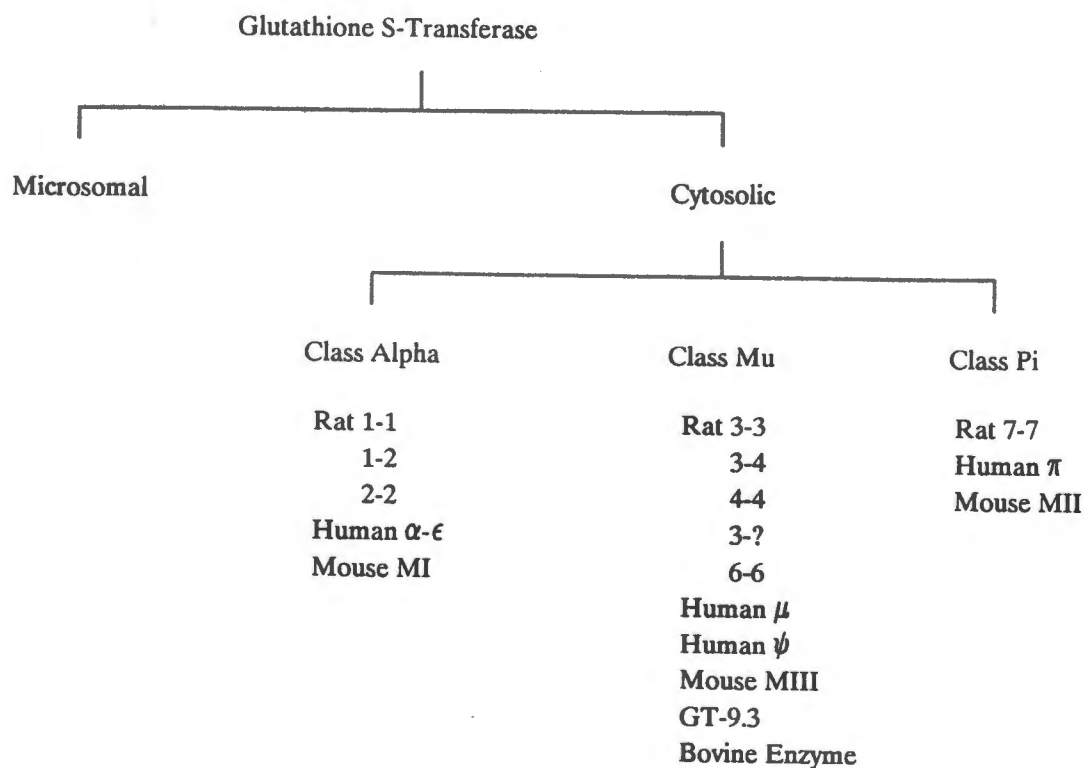 Glutathione S-Transferase
Microsomal
Cytosolic
Class Alpha
Rat 1-1
1-2
2-2
Human α-ϵ
Mouse MI
Class Mu
Rat 3-3
3-4
4-4
3-?
6-6
Human μ
Human ψ
Mouse MIII
GT-9.3
Bovine Enzyme
Class Pi
Rat 7-7
Human π
Mouse MII